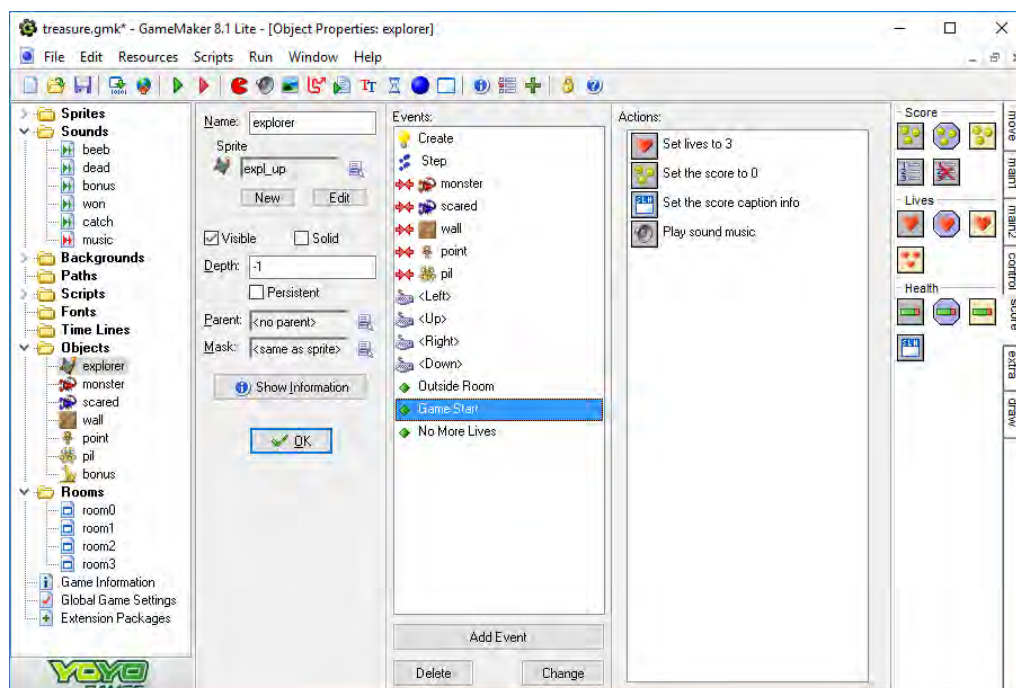 treasure.gmk* - GameMaker 8.1 Lite - [Object Properties: explorer]
File Edit Resources Scripts Run Window Help
Sprites
Sounds
beeb
dead
bonus
won
catch
music
Backgrounds
Paths
Scripts
Fonts
Time Lines
Objects
explorer
monster
scared
wall
point
pil
bonus
Rooms
room0
room1
room2
room3
Game Information
Global Game Settings
Extension Packages
YOYO
GAMES
Name: explorer
Sprite
expl_up
New Edit
Visible Solid
Depth: -1
Persistent
Parent: <no parent>
Mask: <same as sprite>
Show Information
OK
Events:
Create
Step
monster
scared
wall
point
pil
<Left>
<Up>
<Right>
<Down>
Outside Room
Game Start
No More Lives
Add Event
Delete Change
Actions:
Set lives to 3
Set the score to 0
Set the score caption info
Play sound music
Score
Lives
Health
move
main1
main2
control
score
extra
draw